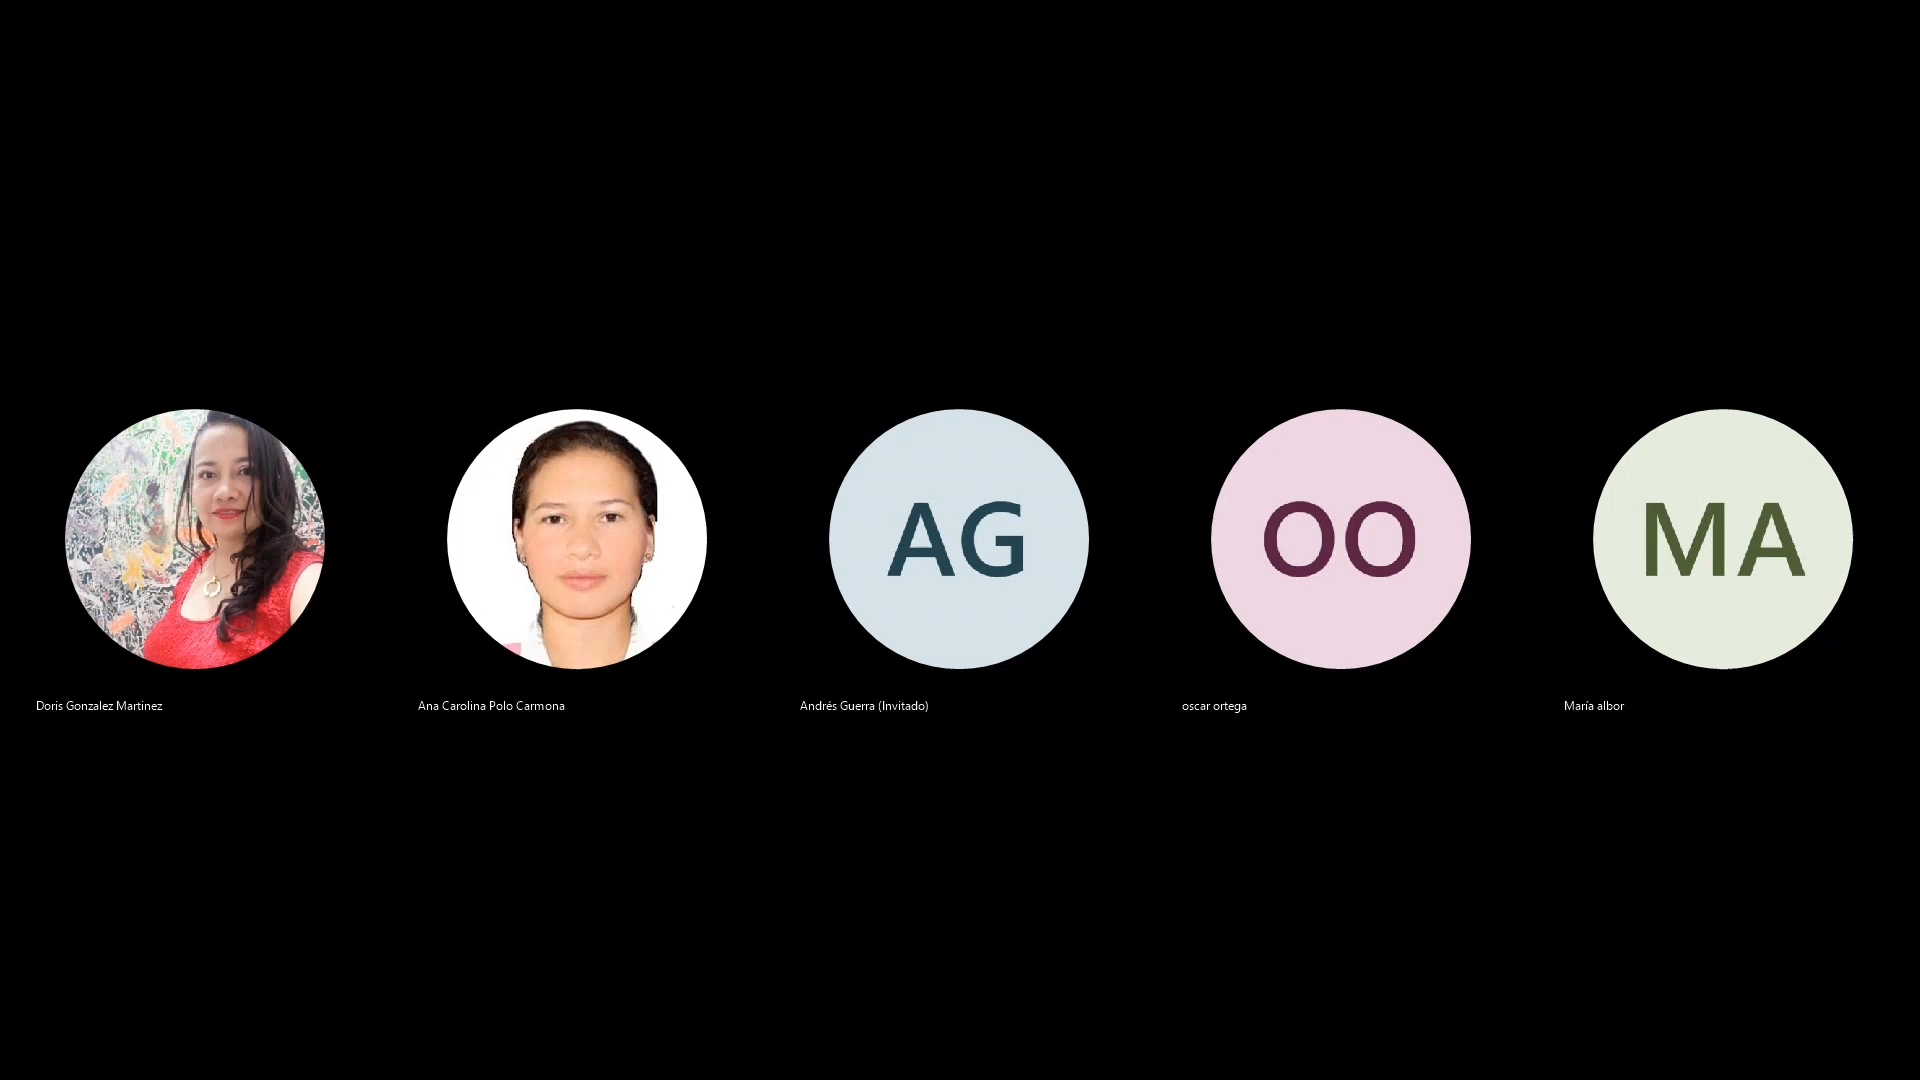 AG
OO
MA
Doris Gonzalez Martinez
Ana Carolina Polo Carmona
Andrés Guerra (Invitado)
oscar ortega
María albor